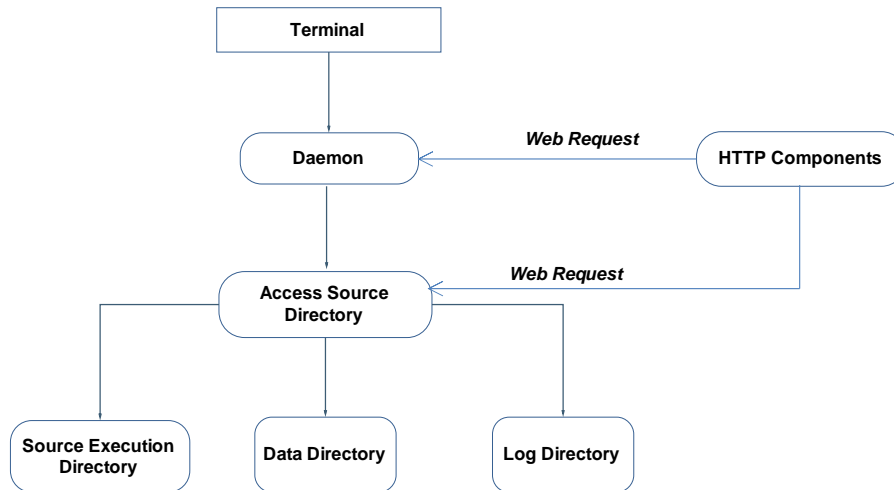 Terminal
Web Request
Daemon
HTTP Components
Web Request
Access Source
Directory
Source Execution
Directory
Data Directory
Log Directory